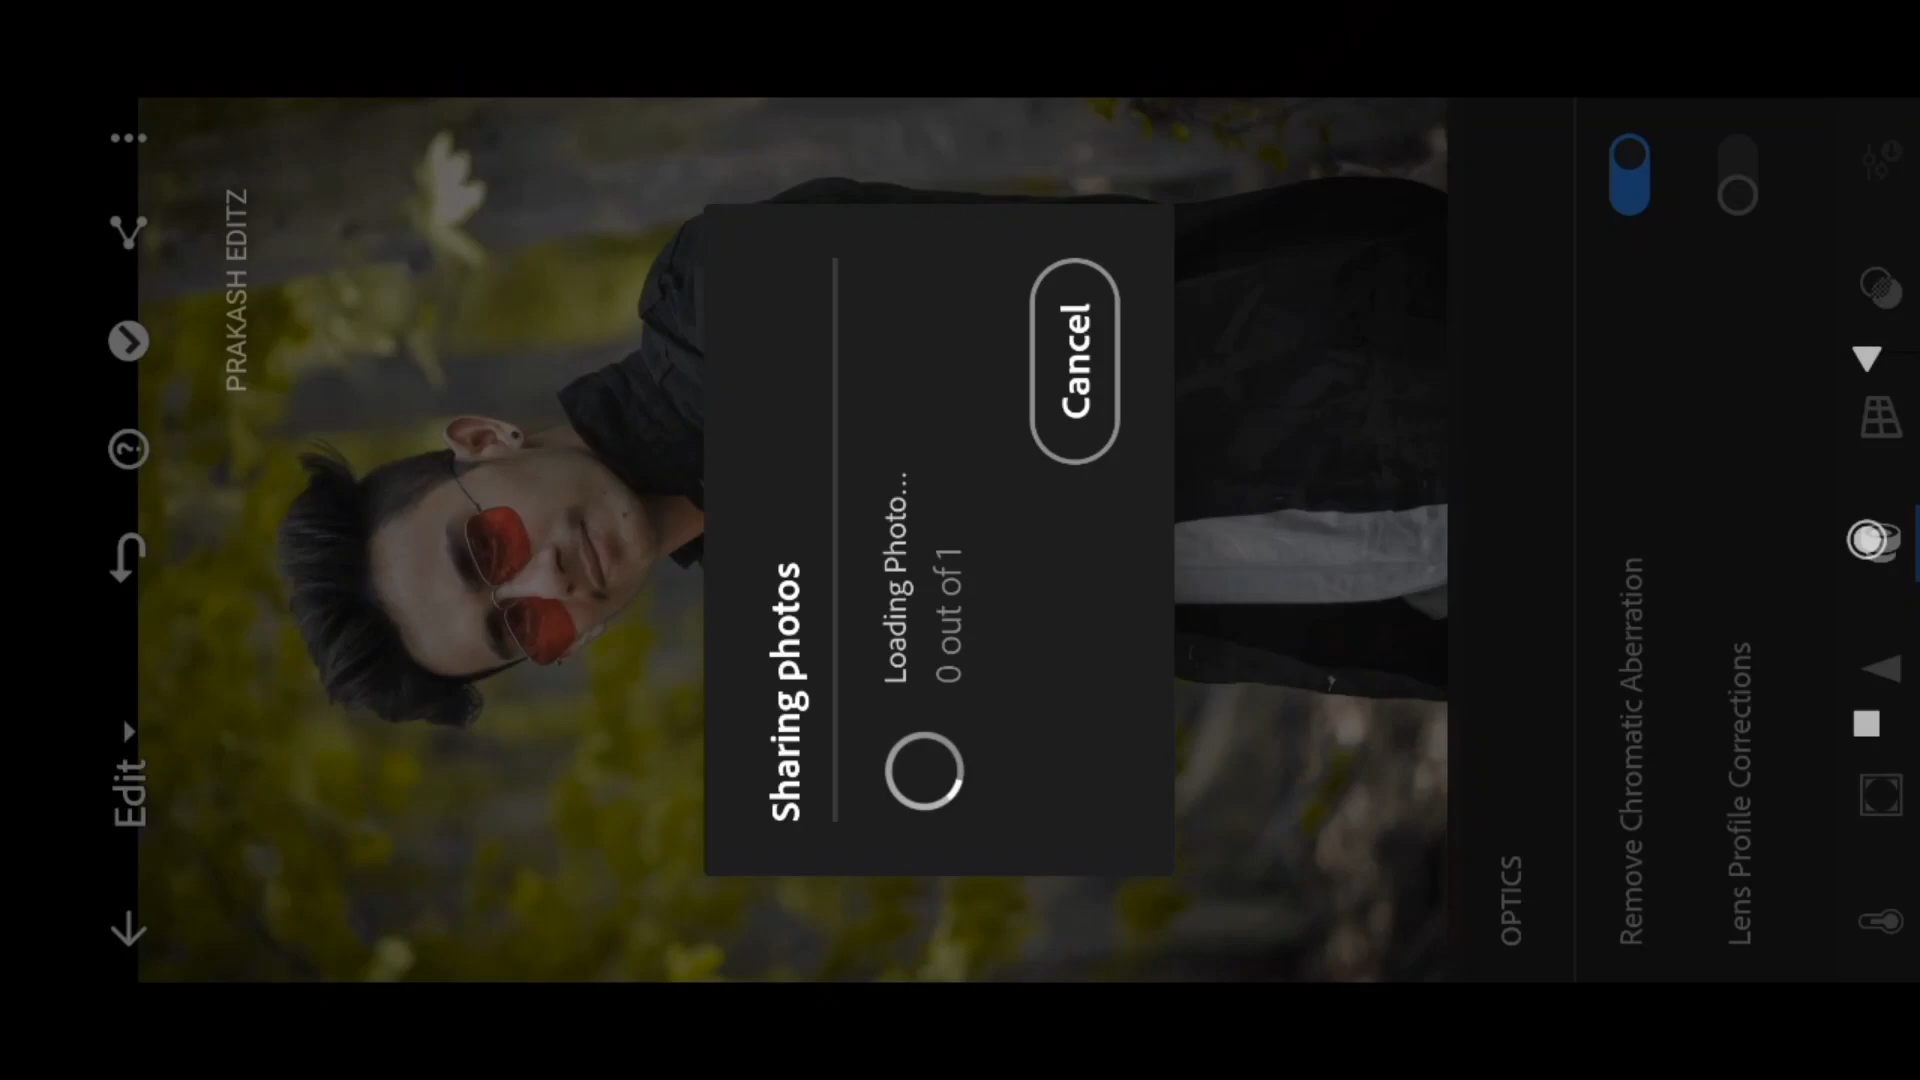 Edit
PRAKASH EDITZ
Sharing photos
Loading Photo...
0 out of 1
Cancel
OPTICS
Remove Chromatic Aberration
Lens Profile Corrections